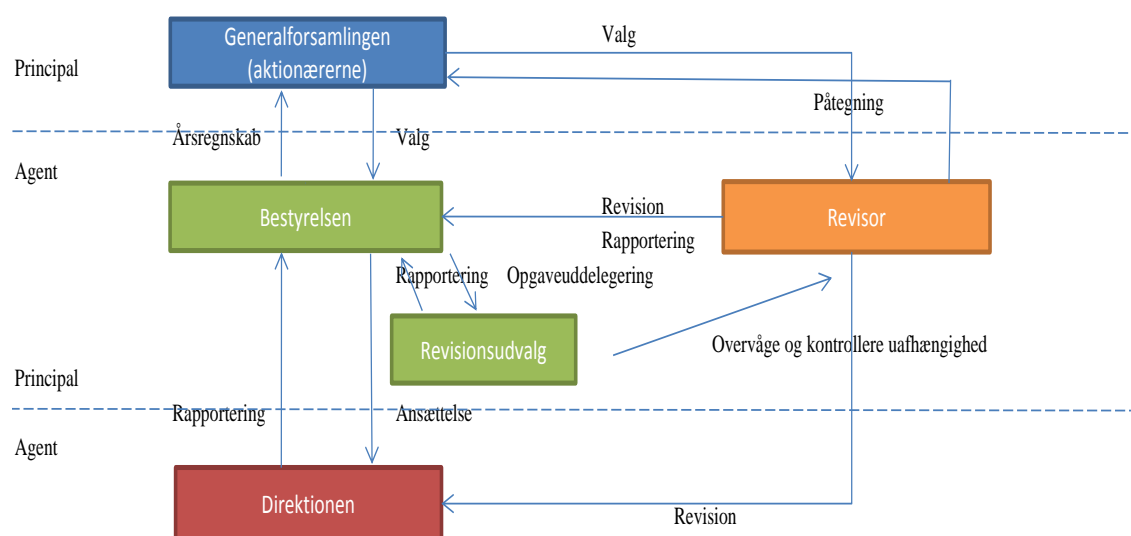 Generalforsamlingen
(aktionærerne)
Valg
Principal
Påtegning
Årsregnskab
Valg
Agent
Bestyrelsen
Revision
Rapportering
Revisor
Rapportering
Opgaveuddelegering
Revisionsudvalg
Overvåge og kontrollere uafhængighed
Principal
Rapportering
Ansættelse
Agent
Direktionen
Revision